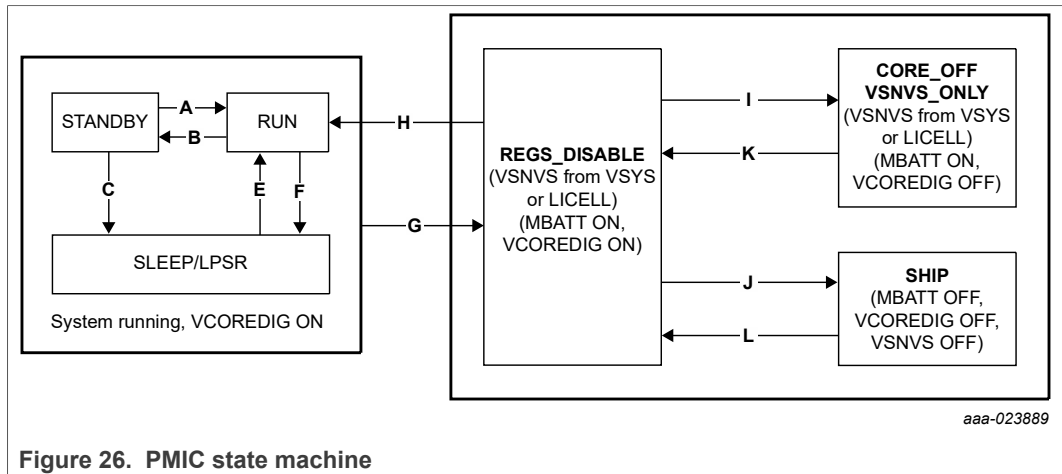 STANDBY
A
B
RUN
C
E
F
SLEEP/LPSR
System running, VCOREDIG ON
H
G
REGS_DISABLE
(VSNVS from VSYS
or LICELL)
(MBATT ON,
VCOREDIG ON)
I
K
J
L
CORE_OFF
VSNVS_ONLY
(VSNVS from VSYS
or LICELL)
(MBATT ON,
VCOREDIG OFF)
SHIP
(MBATT OFF,
VCOREDIG OFF,
VSNVS OFF)
aaa-023889
Figure 26. PMIC state machine